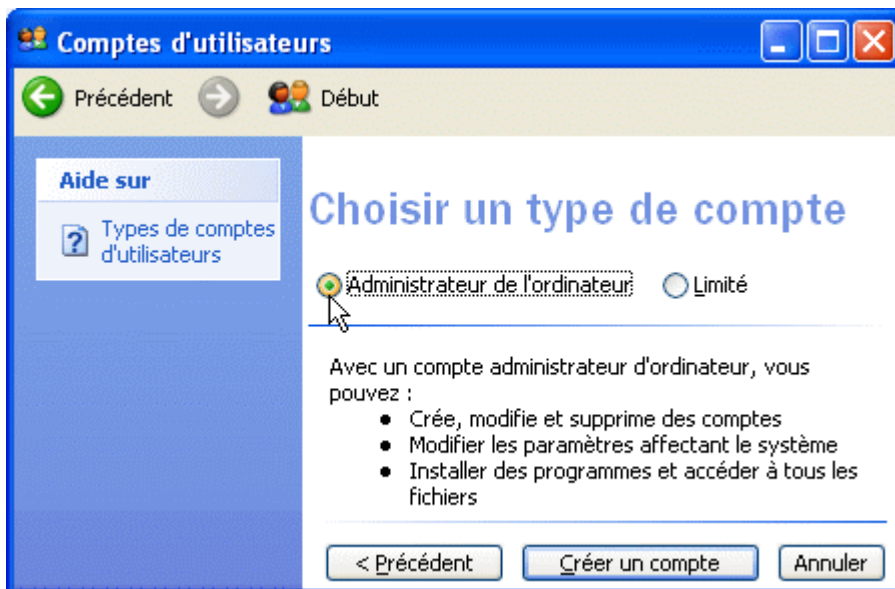 Comptes d'utilisateurs
Précédent
Début
Aide sur
Types de comptes
d'utilisateurs
Choisir un type de compte
Administrateur de l'ordinateur
Limité
Avec un compte administrateur d'ordinateur, vous
pouvez :
• Crée, modifie et supprime des comptes
• Modifier les paramètres affectant le système
• Installer des programmes et accéder à tous les
fichiers
< Précédent
Créer un compte
Annuler